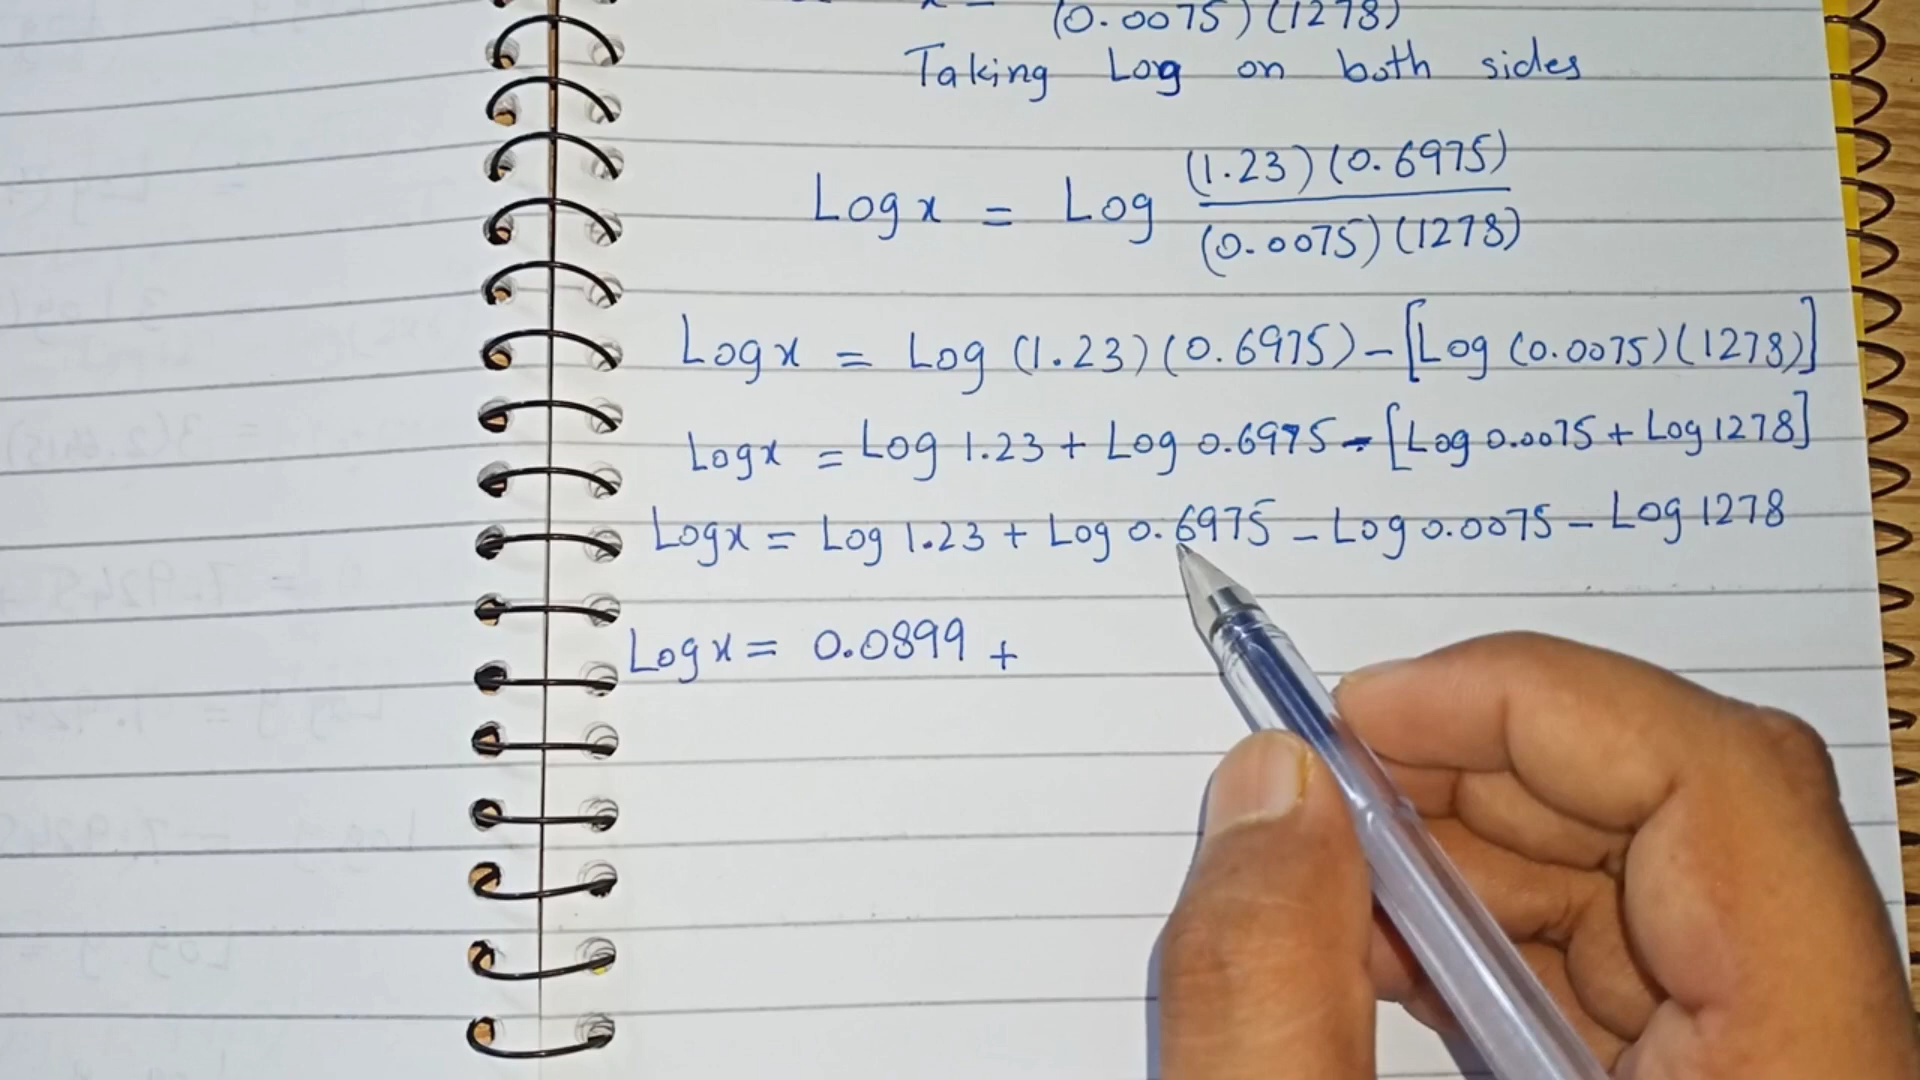 x = (0.0075)(1278)
Taking Log on both sides
Log x = Log (1.23)(0.6975)
(0.0075)(1278)
Log x = Log (1.23)(0.6975) - [Log (0.0075)(1278)]
Log x = Log 1.23 + Log 0.6975 - [Log 0.0075 + Log 1278]
Log x = Log 1.23 + Log 0.6975 - Log 0.0075 - Log 1278
Log x = 0.0899 +